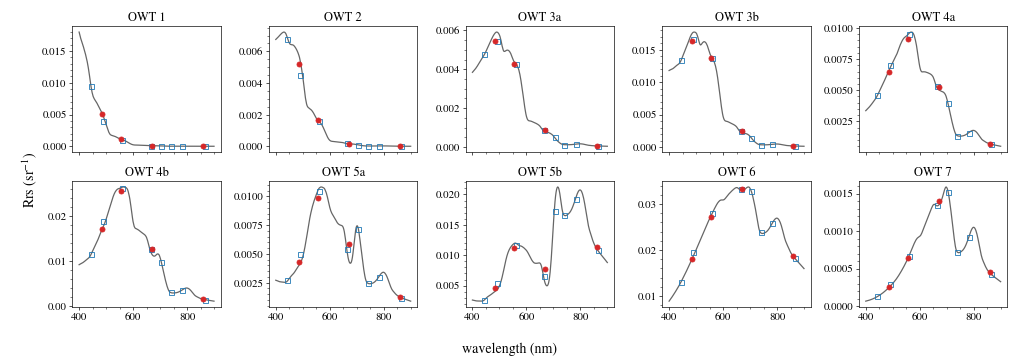 OWT 1 OWT 2 OWT 3a OWT 3b OWT 4a
0.015 0.010 0.005 0.000
0.006 0.004 0.002 0.000
0.006 0.004 0.002 0.000
0.015 0.010 0.005 0.000
0.0100 0.0075 0.0050 0.0025
OWT 4b OWT 5a OWT 5b OWT 6 OWT 7
0.02 0.01 0.00
0.0100 0.0075 0.0050 0.0025
0.020 0.015 0.010 0.005
0.03 0.02 0.01
0.0015 0.0010 0.0005 0.0000
Rrs (sr⁻¹)
400 600 800 400 600 800 400 600 800 400 600 800 400 600 800
wavelength (nm)